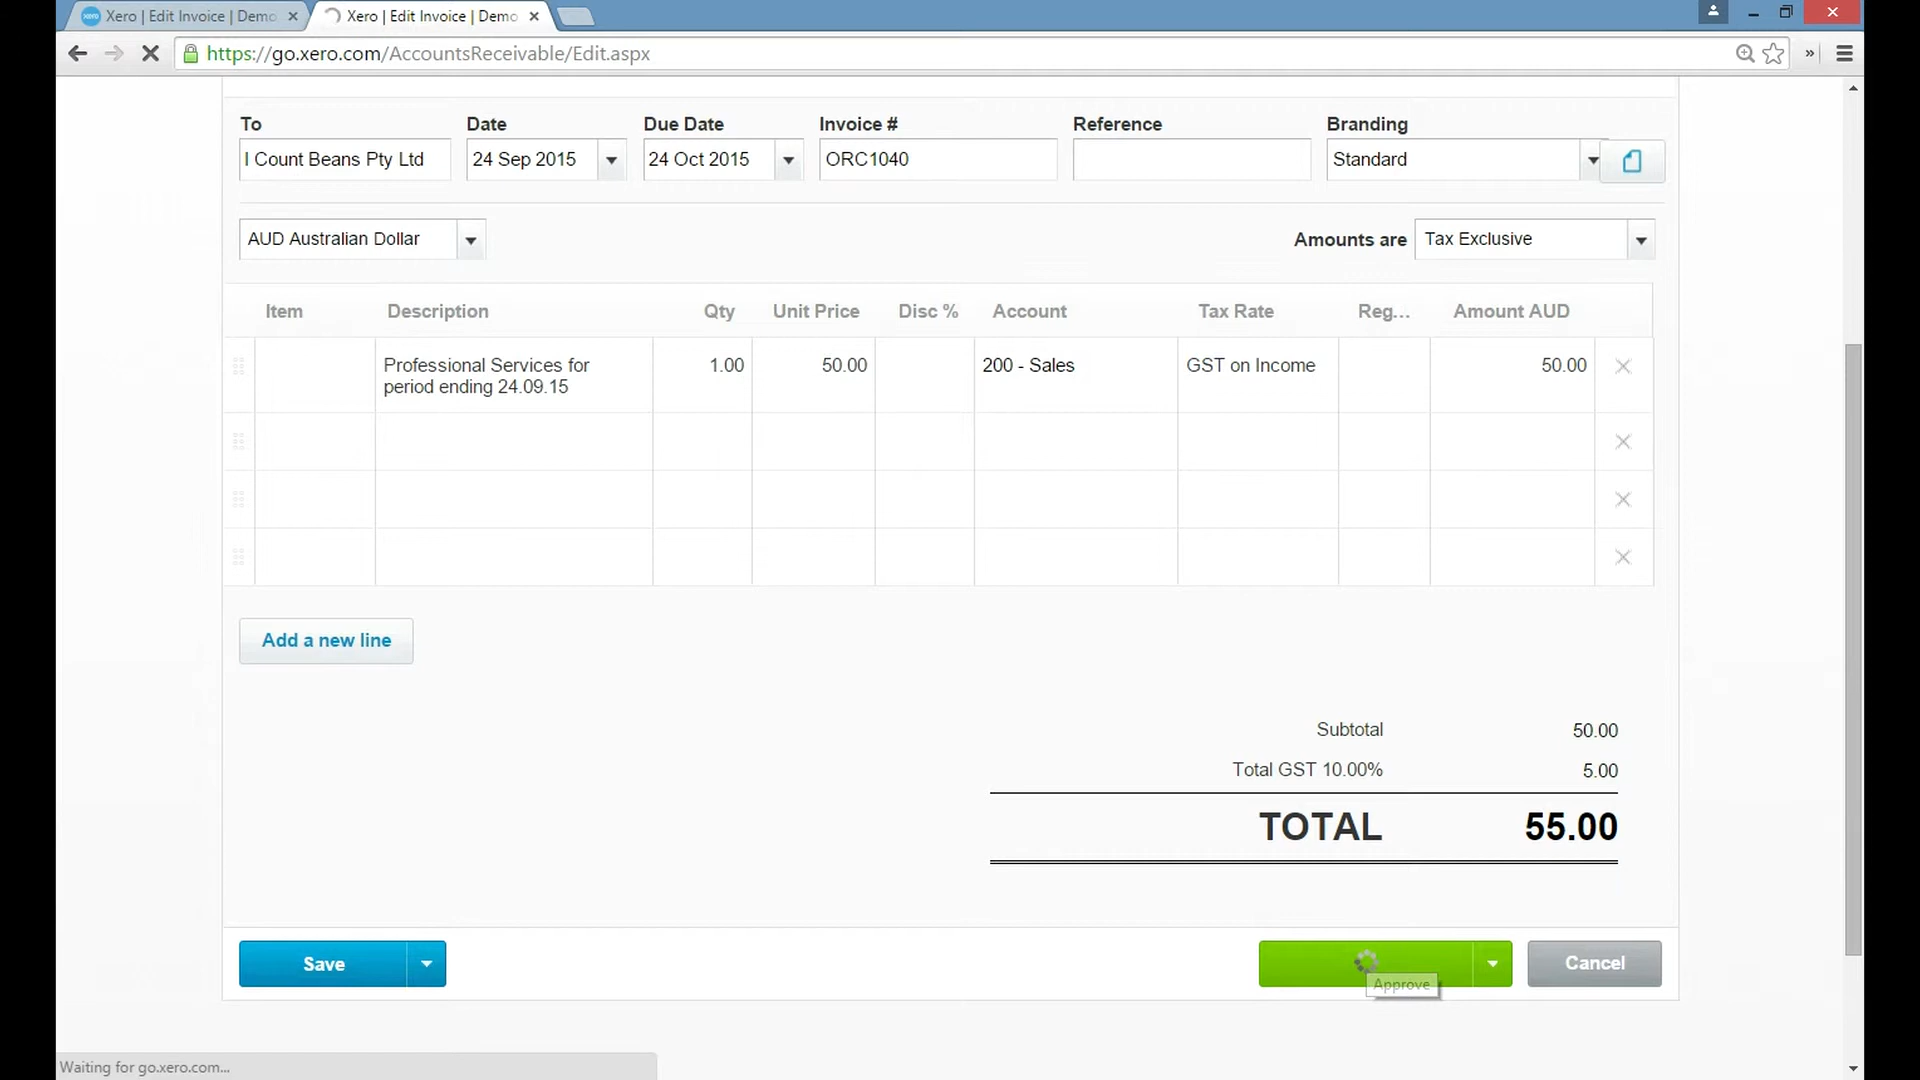 xero Xero | Edit Invoice | Demo
Xero | Edit Invoice | Demo
https://go.xero.com/AccountsReceivable/Edit.aspx
To Date Due Date Invoice # Reference Branding
I Count Beans Pty Ltd 24 Sep 2015 24 Oct 2015 ORC1040 Standard
AUD Australian Dollar Amounts are Tax Exclusive
Item Description Qty Unit Price Disc % Account Tax Rate Reg... Amount AUD
Professional Services for 1.00 50.00 200 - Sales GST on Income 50.00
period ending 24.09.15
Add a new line
Subtotal 50.00
Total GST 10.00% 5.00
TOTAL 55.00
Save Cancel
Approve
Waiting for go.xero.com...